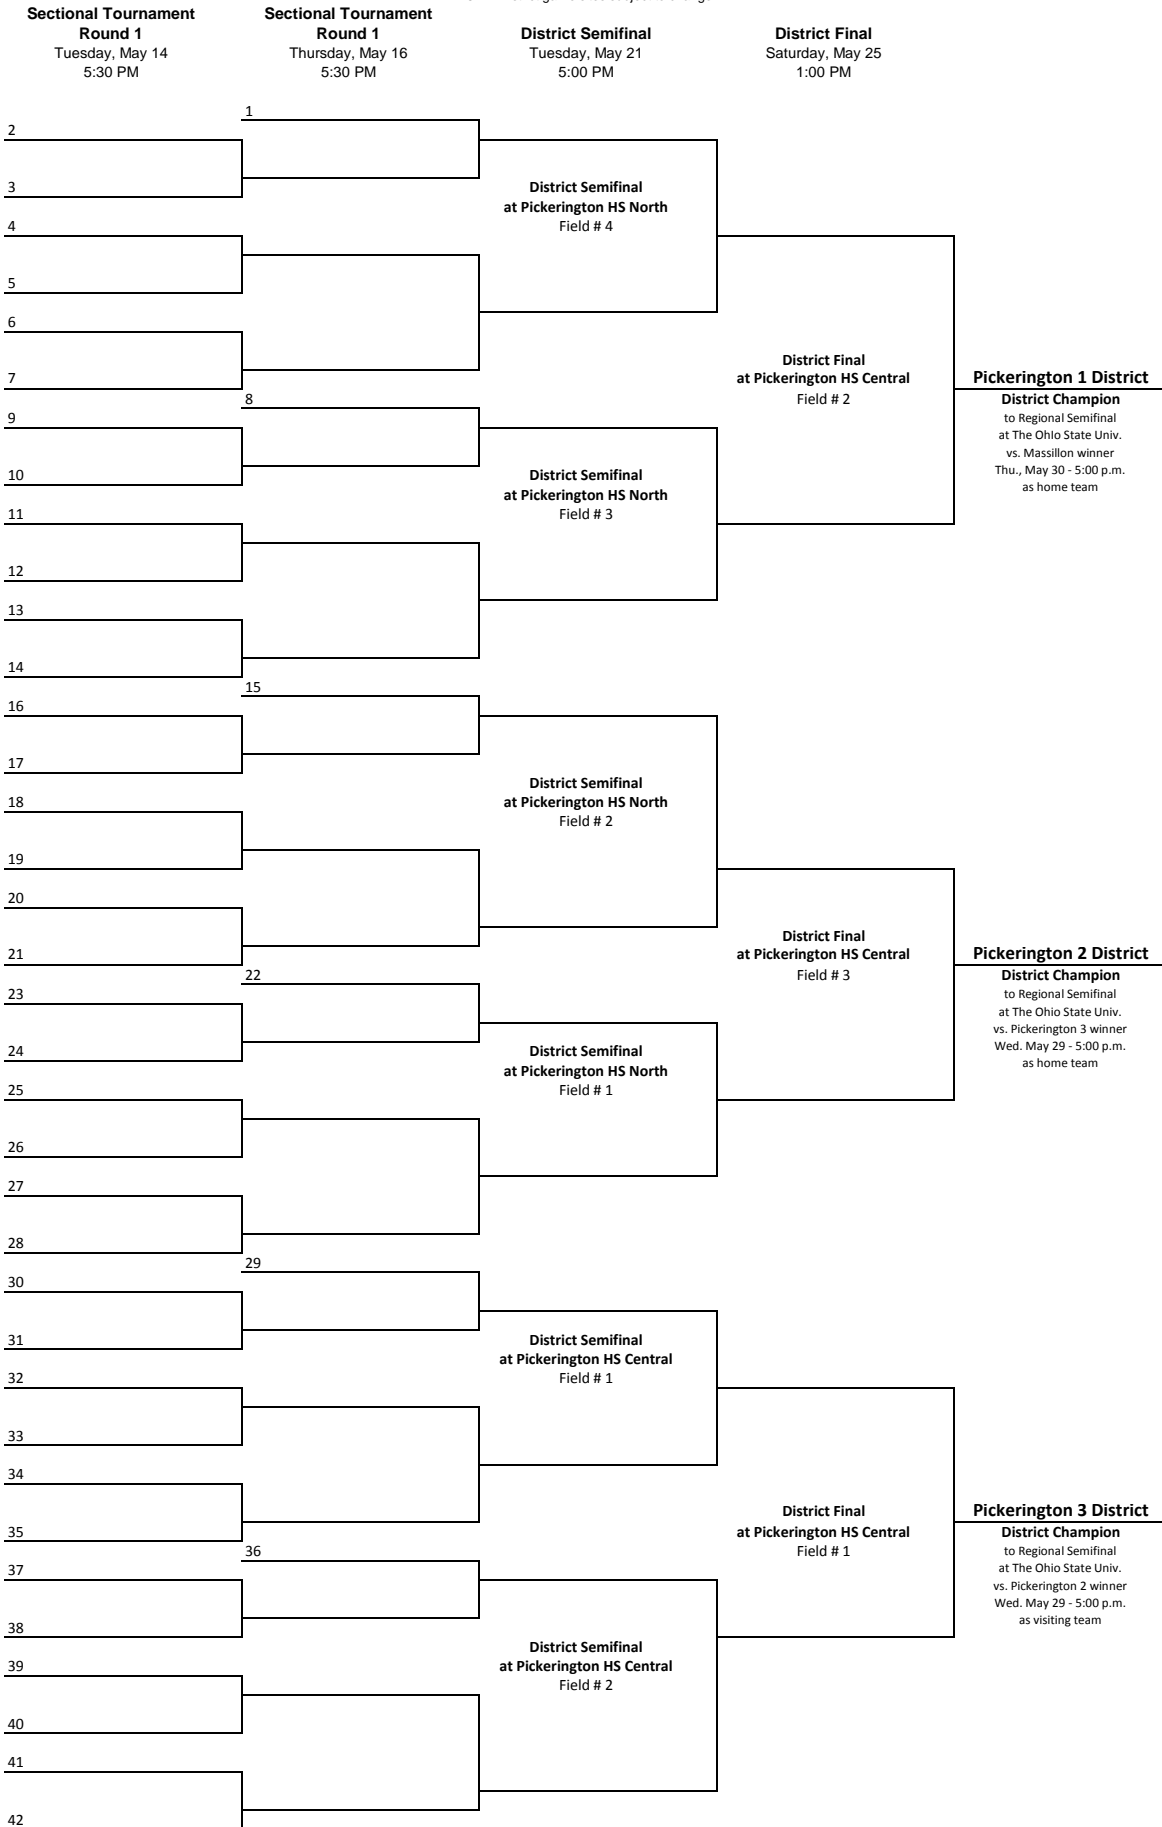 Sectional Tournament
Round 1
Tuesday, May 14
5:30 PM
Sectional Tournament
Round 1
Thursday, May 16
5:30 PM
District Semifinal
Tuesday, May 21
5:00 PM
District Final
Saturday, May 25
1:00 PM
1
2
3
4
5
6
7
8
9
10
11
12
13
14
15
16
17
18
19
20
21
22
23
24
25
26
27
28
29
30
31
32
33
34
35
36
37
38
39
40
41
42
District Semifinal
at Pickerington HS North
Field # 4
District Semifinal
at Pickerington HS North
Field # 3
District Semifinal
at Pickerington HS North
Field # 2
District Semifinal
at Pickerington HS North
Field # 1
District Semifinal
at Pickerington HS Central
Field # 1
District Semifinal
at Pickerington HS Central
Field # 2
District Final
at Pickerington HS Central
Field # 2
District Final
at Pickerington HS Central
Field # 3
District Final
at Pickerington HS Central
Field # 1
Pickerington 1 District
District Champion
to Regional Semifinal
at The OhIo State Univ.
vs. Massillon winner
Thu., May 30 - 5:00 p.m.
as home team
Pickerington 2 District
District Champion
to Regional Semifinal
at The Ohio State Univ.
vs. Pickerington 3 winner
Wed. May 29 - 5:00 p.m.
as home team
Pickerington 3 District
District Champion
to Regional Semifinal
at The Ohio State Univ.
vs. Pickerington 2 winner
Wed. May 29 - 5:00 p.m.
as visiting team